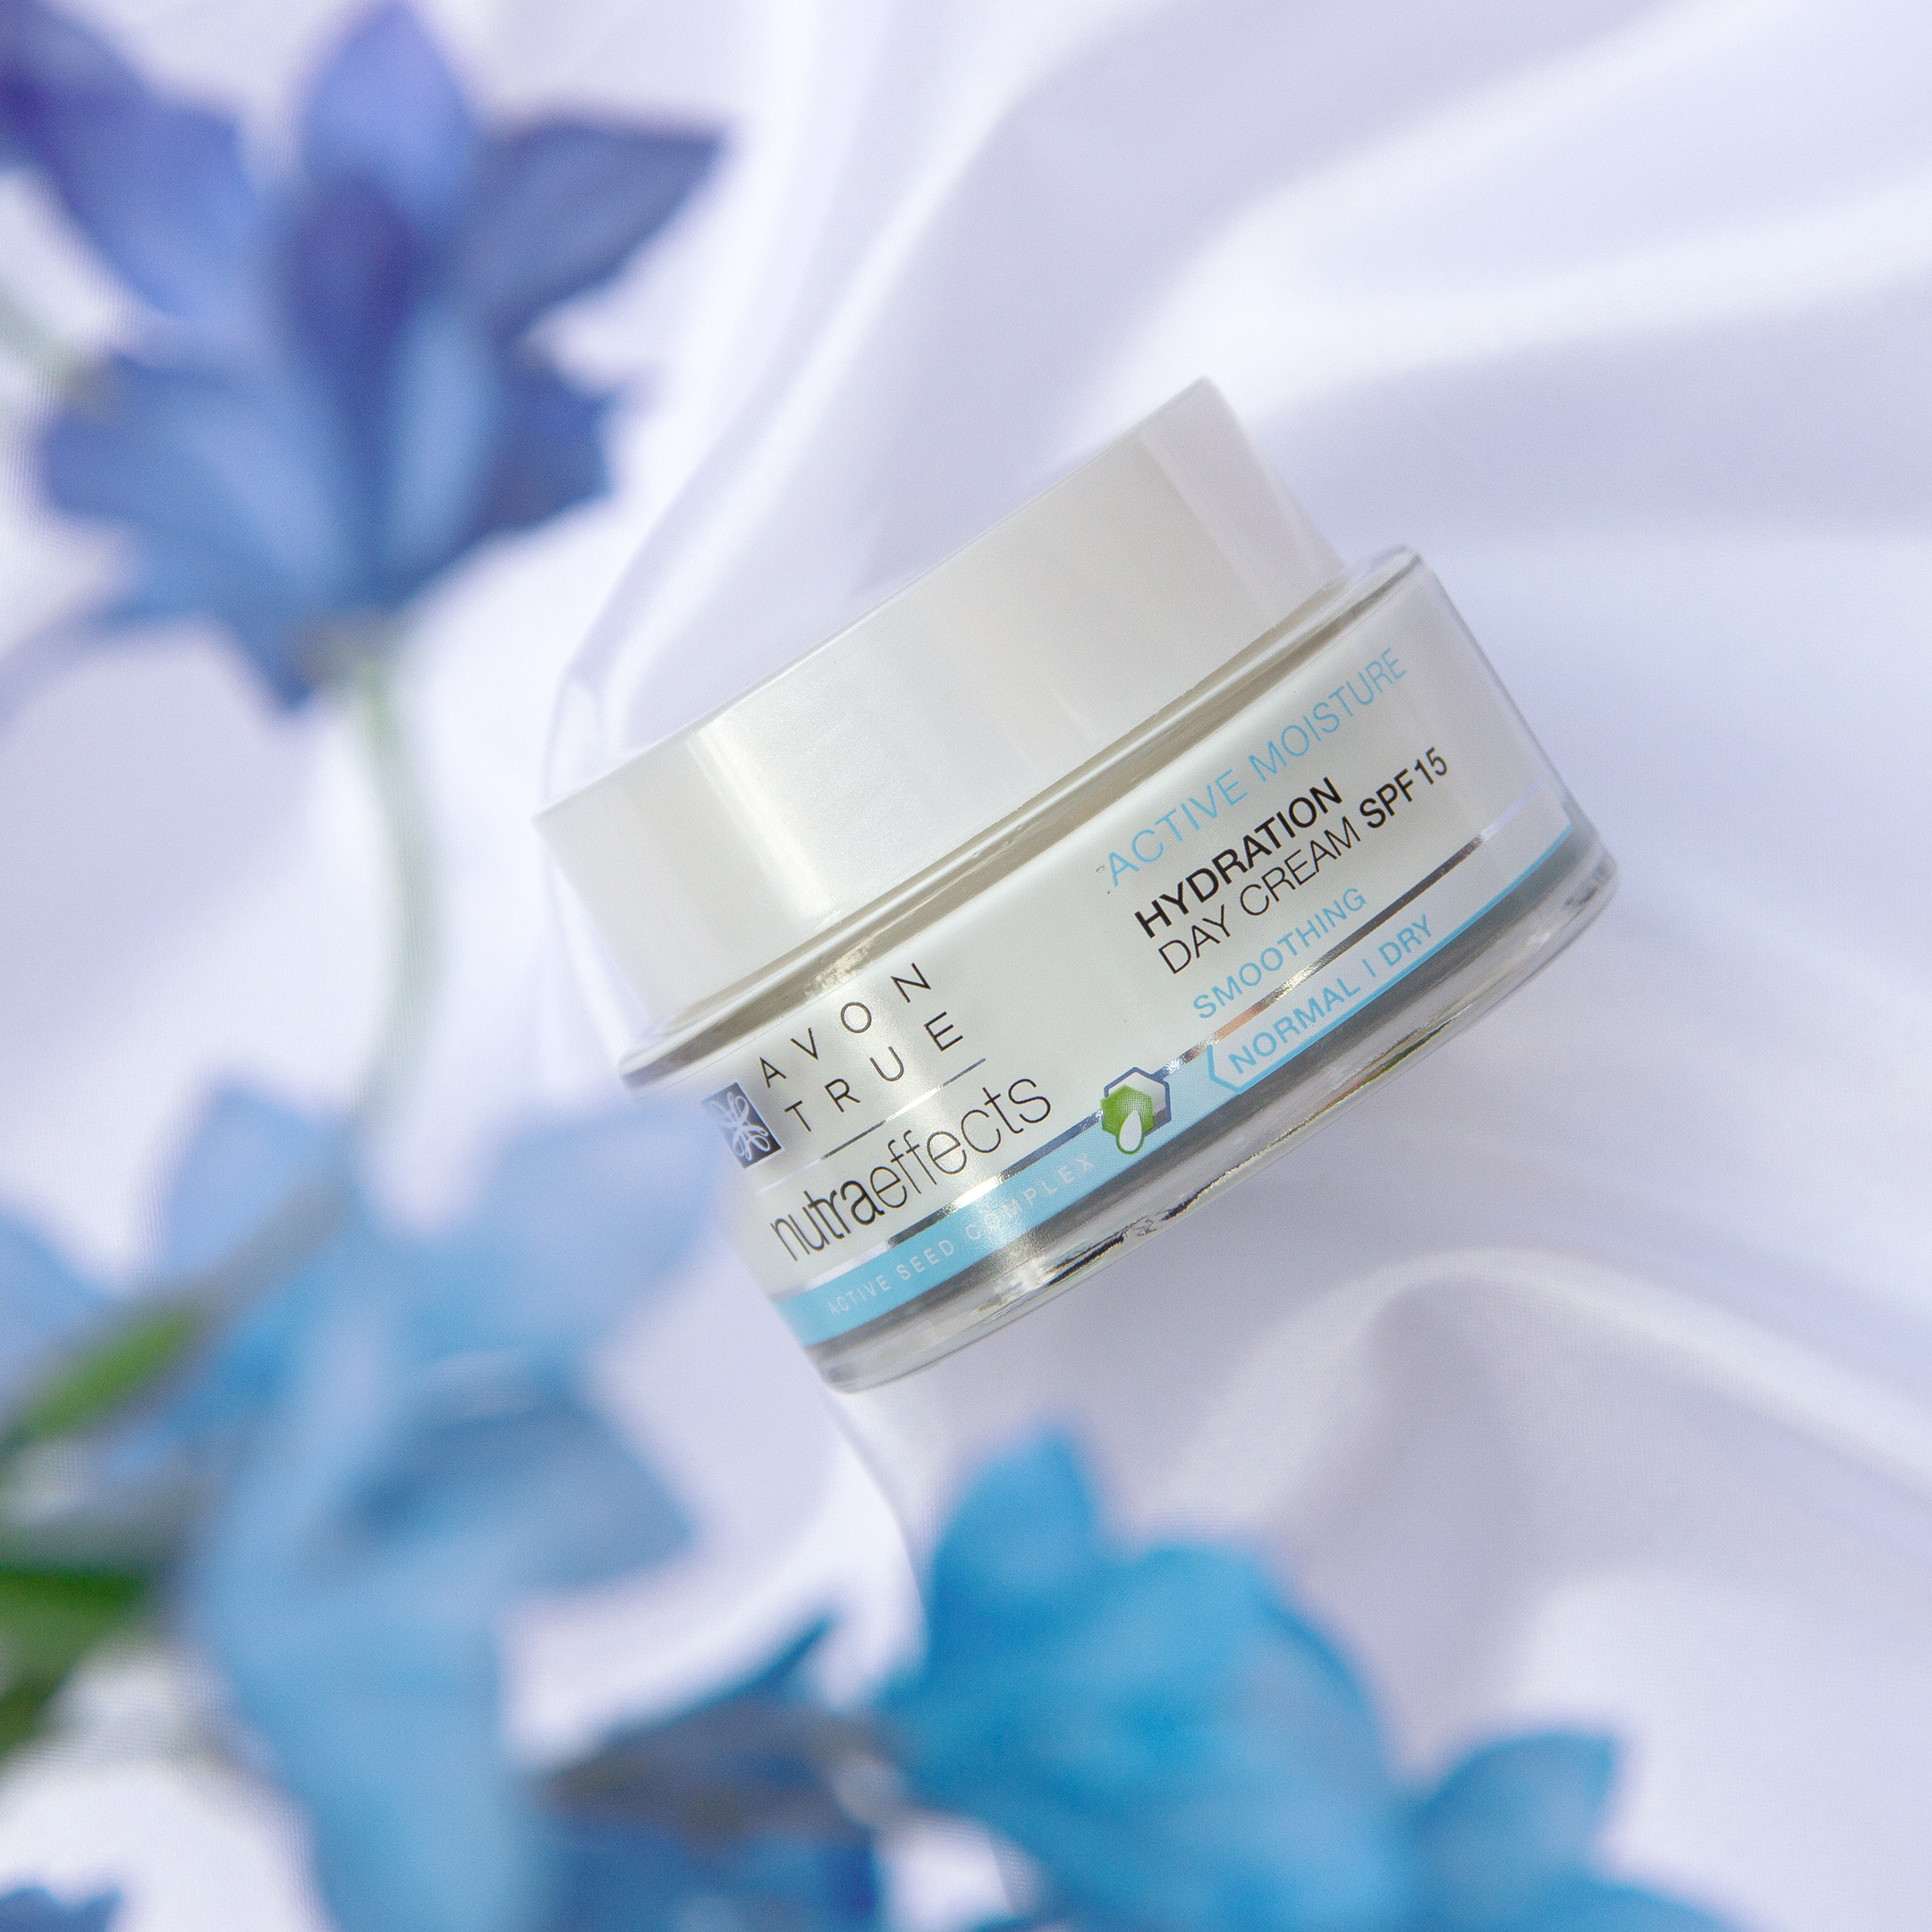 AVON
TRUE
nutraeffects
ACTIVE SEED COMPLEX
ACTIVE MOISTURE
HYDRATION
DAY CREAM SPF15
SMOOTHING
NORMAL | DRY